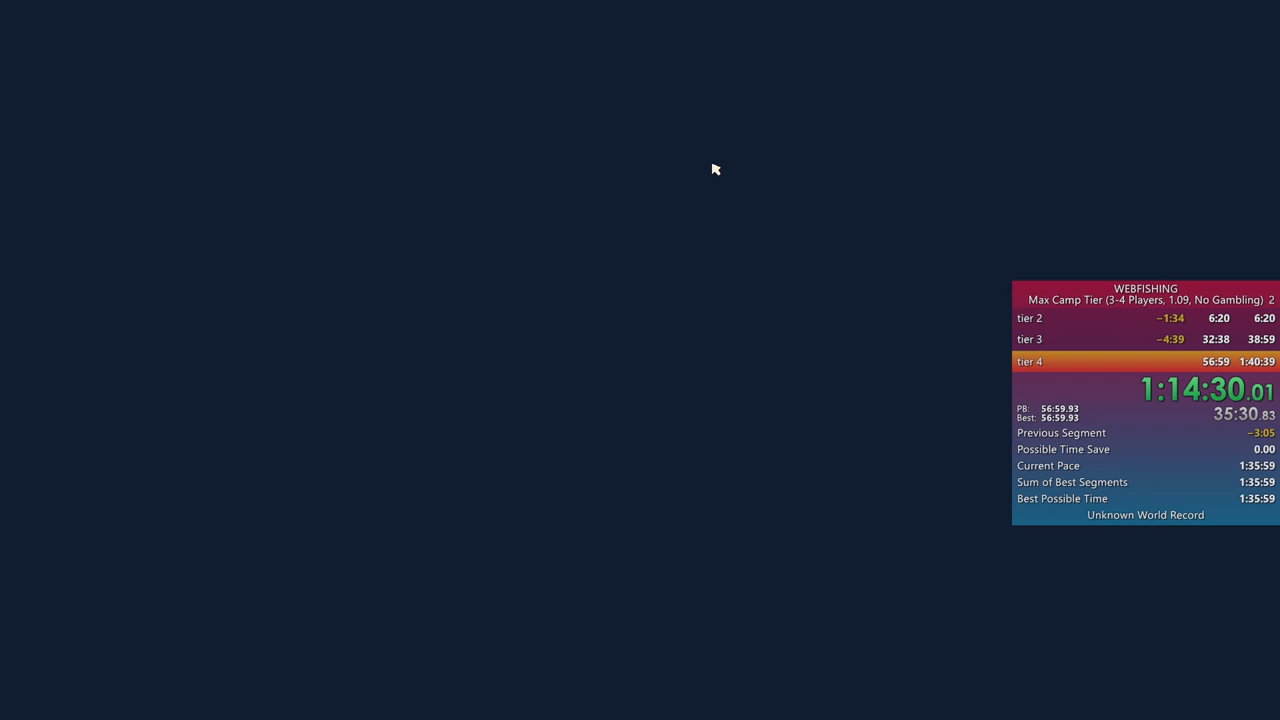 WEBFISHING
Max Camp Tier (3-4 Players, 1.09, No Gambling) 2
tier 2 −1:34 6:20 6:20
tier 3 −4:39 32:38 38:59
tier 4 56:59 1:40:39
1:14:30.01
PB: 56:59.93
Best: 56:59.93
35:30.83
Previous Segment −3:05
Possible Time Save 0.00
Current Pace 1:35:59
Sum of Best Segments 1:35:59
Best Possible Time 1:35:59
Unknown World Record